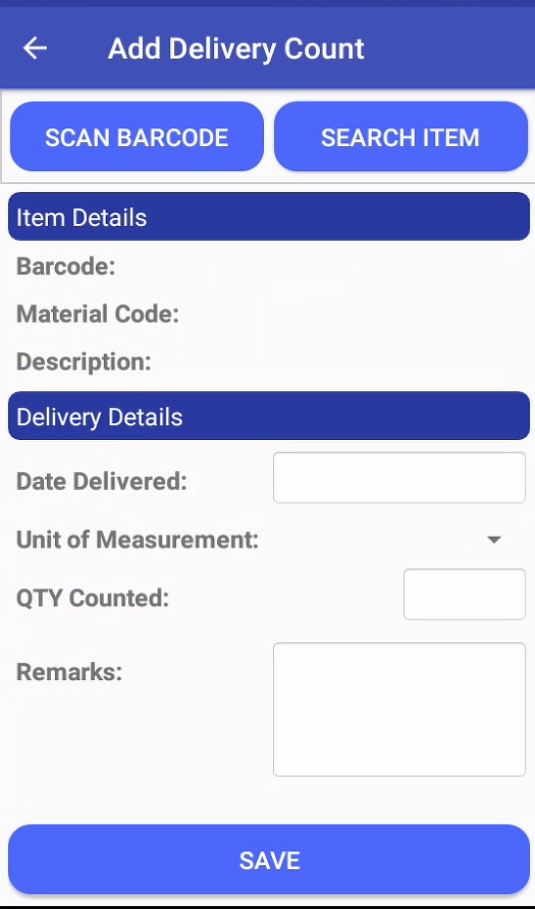 Add Delivery Count
SCAN BARCODE
SEARCH ITEM
Item Details
Barcode:
Material Code:
Description:
Delivery Details
Date Delivered:
Unit of Measurement:
QTY Counted:
Remarks:
SAVE